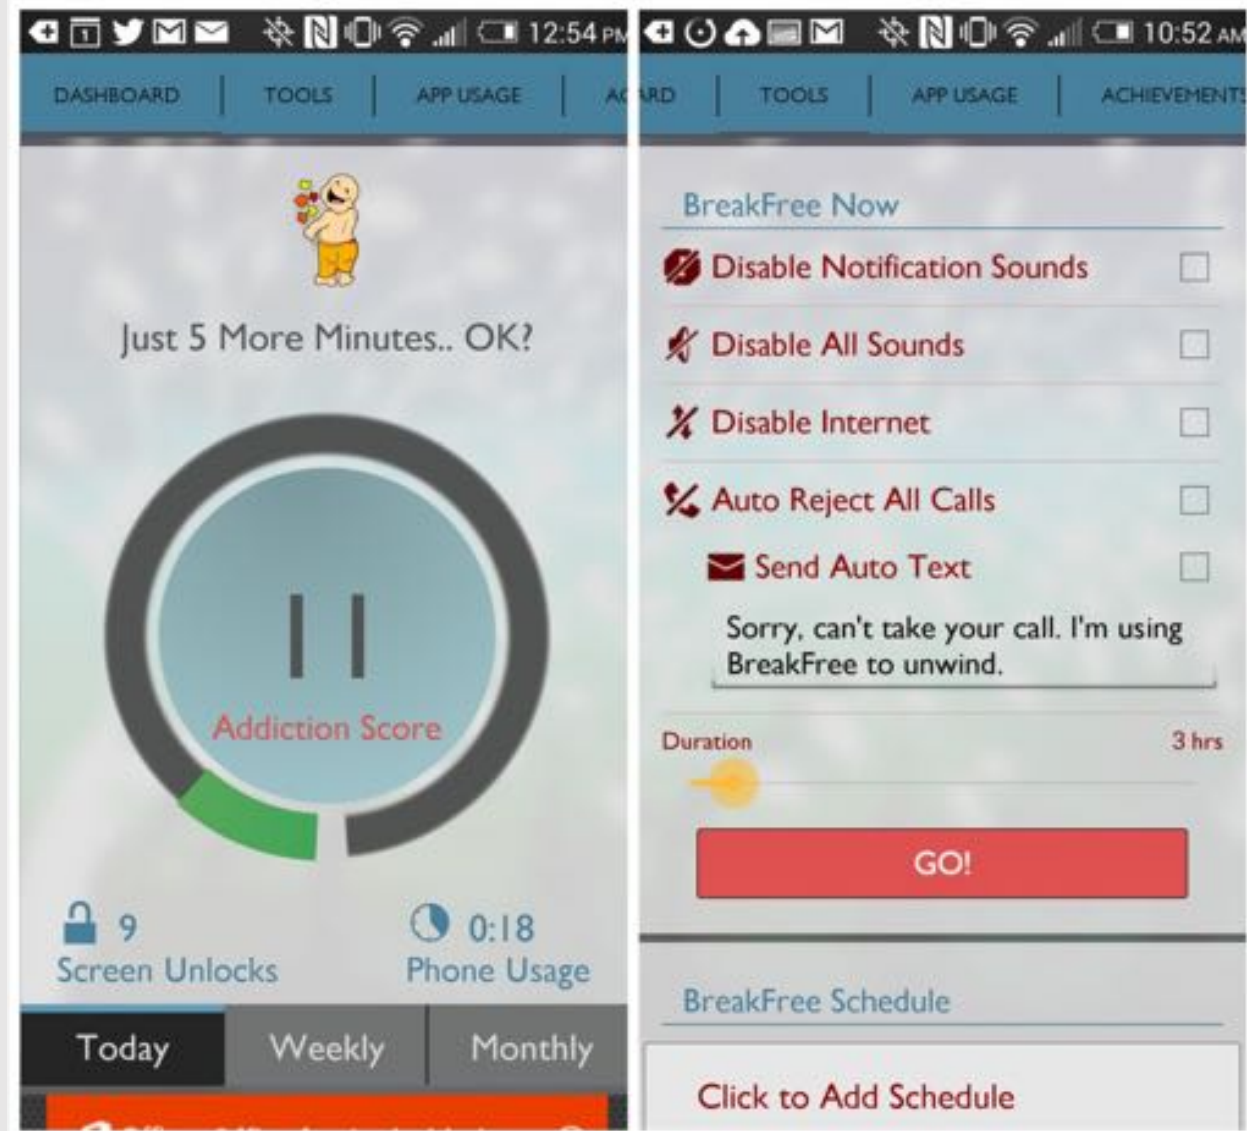 12:54 PM
DASHBOARD
TOOLS
APP USAGE
Just 5 More Minutes.. OK?
11
Addiction Score
9
Screen Unlocks
0:18
Phone Usage
Today
Weekly
Monthly
10:52 AM
TOOLS
APP USAGE
ACHIEVEMENTS
BreakFree Now
Disable Notification Sounds
Disable All Sounds
Disable Internet
Auto Reject All Calls
Send Auto Text
Sorry, can't take your call. I'm using
BreakFree to unwind.
Duration
3 hrs
GO!
BreakFree Schedule
Click to Add Schedule